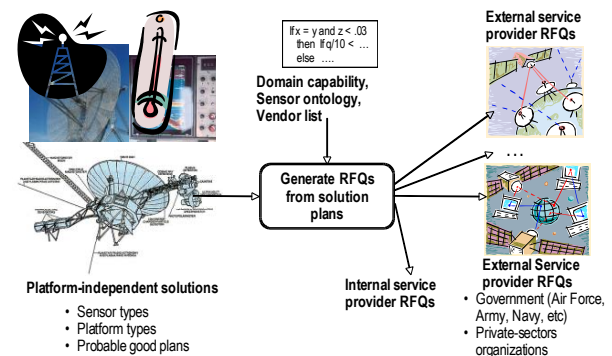 Ifx = y and z < .03
then Ifq/10 < ...
else ....
Domain capability,
Sensor ontology,
Vendor list
External service
provider RFQs
...
Generate RFQs
from solution
plans
Platform-independent solutions
• Sensor types
• Platform types
• Probable good plans
Internal service
provider RFQs
External Service
provider RFQs
• Government (Air Force,
Army, Navy, etc)
• Private-sectors
organizations